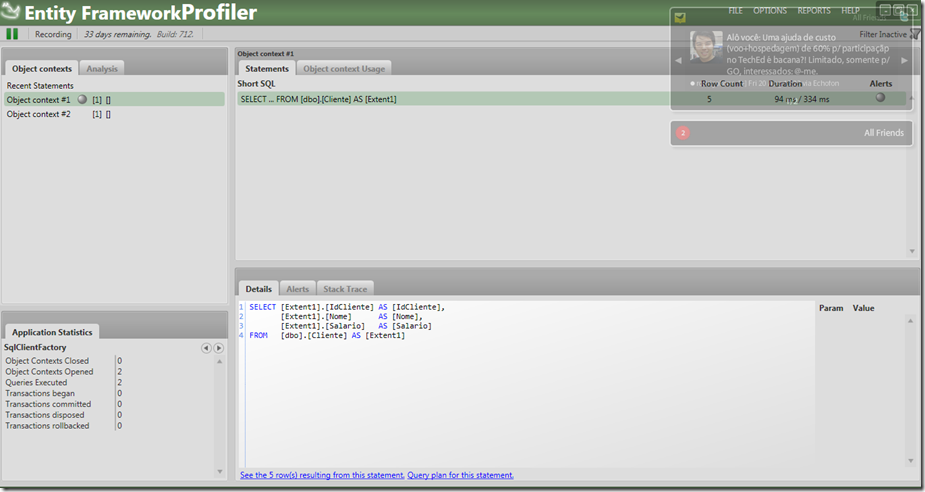 Entity FrameworkProfiler
FILE OPTIONS REPORTS HELP
All Friends
Recording 33 days remaining. Build: 712.
Filter Inactive
Object contexts Analysis
Recent Statements
Object context #1 [1] []
Object context #2 [1] []
Object context #1
Statements Object context Usage
Short SQL Row Count Duration Alerts
SELECT ... FROM [dbo].[Cliente] AS [Extent1] 5 94 ms / 334 ms
Alô você: Uma ajuda de custo
(voo+hospedagem) de 60% p/ participação
no TechEd è bacana?! Limitado, somente p/
GO, interessados: @-me.
| Fri 20 via Echofon
2 All Friends
Details Alerts Stack Trace
1 SELECT [Extent1].[IdCliente] AS [IdCliente],
2 [Extent1].[Nome] AS [Nome],
3 [Extent1].[Salario] AS [Salario]
4 FROM [dbo].[Cliente] AS [Extent1]
Param Value
See the 5 row(s) resulting from this statement. Query plan for this statement.
Application Statistics
SqlClientFactory
Object Contexts Closed 0
Object Contexts Opened 2
Queries Executed 2
Transactions began 0
Transactions committed 0
Transactions disposed 0
Transactions rollbacked 0